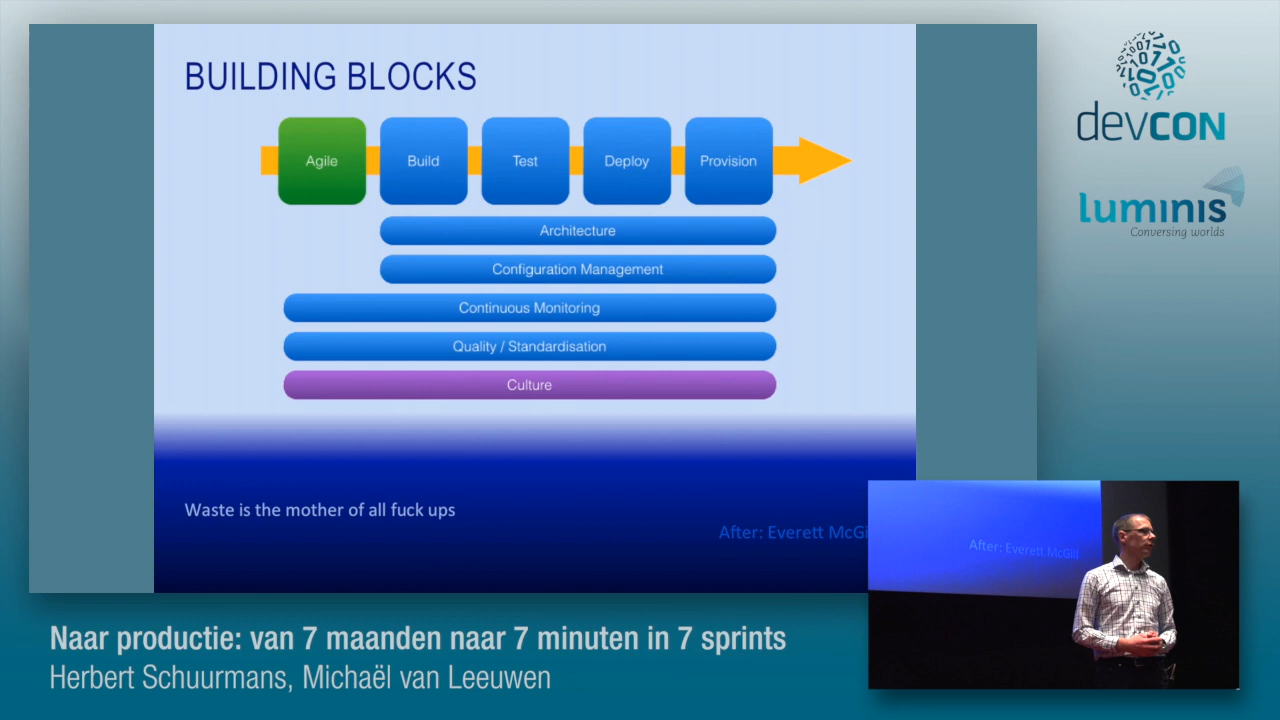 BUILDING BLOCKS
Agile
Build
Test
Deploy
Provision
Architecture
Configuration Management
Continuous Monitoring
Quality / Standardisation
Culture
Waste is the mother of all fuck ups
After: Everett McGi
After: Everett McGill
devcon
luminis
Conversing worlds
Naar productie: van 7 maanden naar 7 minuten in 7 sprints
Herbert Schuurmans, Michaël van Leeuwen